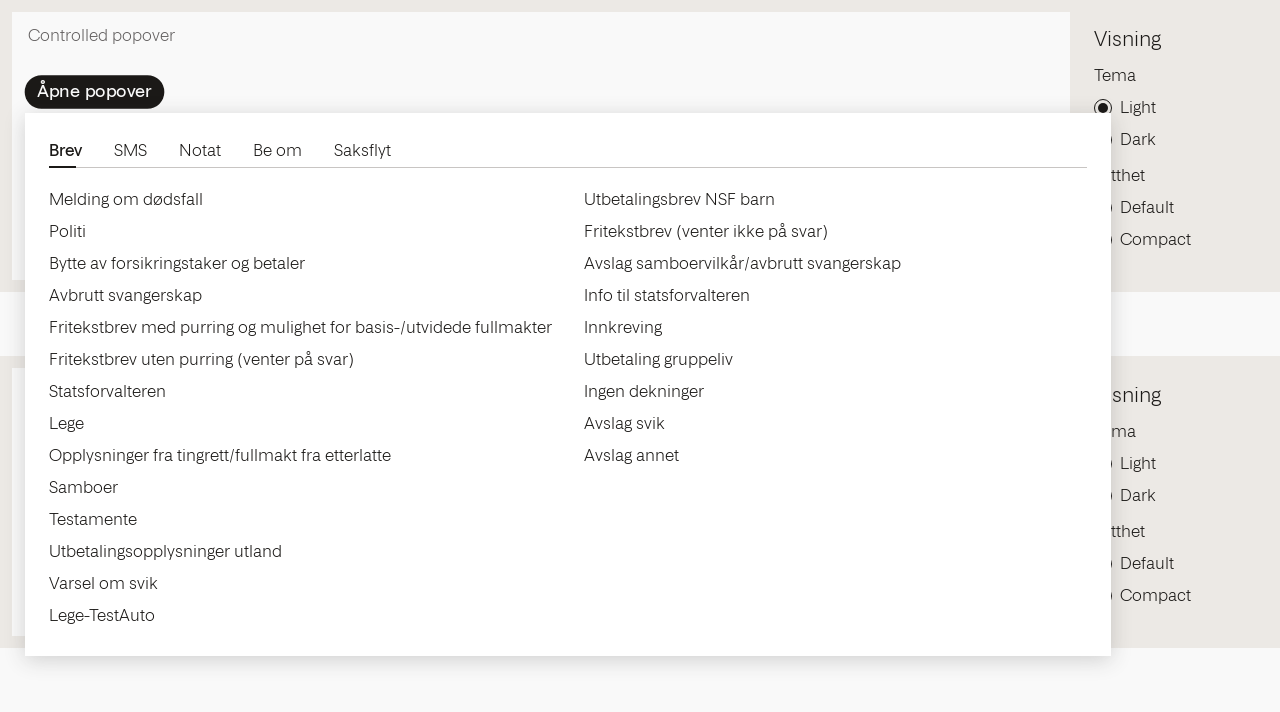 Controlled popover
Åpne popover
Brev
SMS
Notat
Be om
Saksflyt
Melding om dødsfall
Politi
Bytte av forsikringstaker og betaler
Avbrutt svangerskap
Fritekstbrev med purring og mulighet for basis-/utvidede fullmakter
Fritekstbrev uten purring (venter på svar)
Statsforvalteren
Lege
Opplysninger fra tingrett/fullmakt fra etterlatte
Samboer
Testamente
Utbetalingsopplysninger utland
Varsel om svik
Lege-TestAuto
Utbetalingsbrev NSF barn
Fritekstbrev (venter ikke på svar)
Avslag samboervilkår/avbrutt svangerskap
Info til statsforvalteren
Innkreving
Utbetaling gruppeliv
Ingen dekninger
Avslag svik
Avslag annet
Visning
Tema
Light
Dark
tthet
Default
Compact
sning
ma
Light
Dark
tthet
Default
Compact